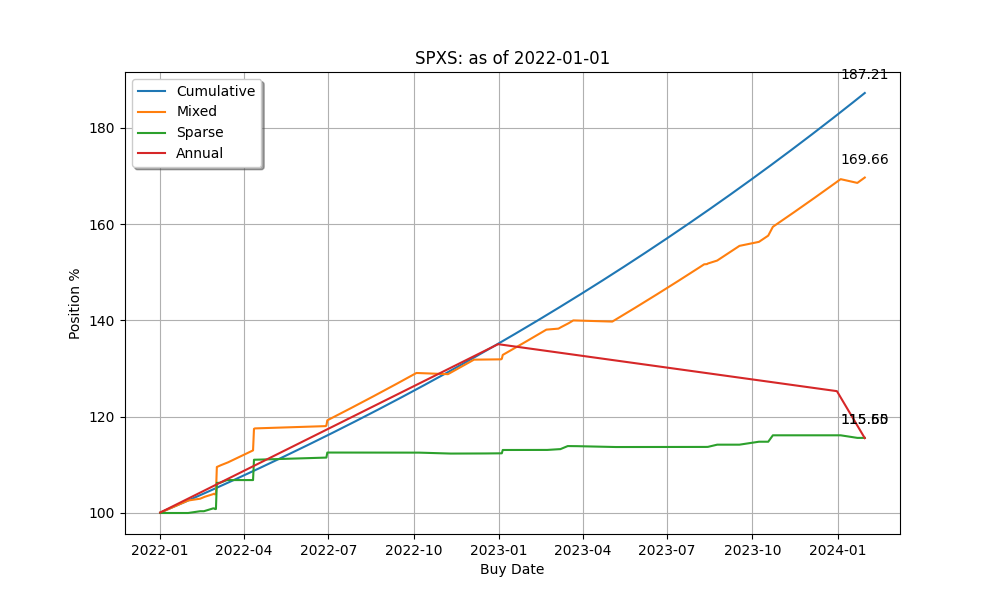 SPXS: as of 2022-01-01
187.21
169.66
Cumulative
Mixed
Sparse
Annual
180
160
140
120
100
Position %
2022-01
2022-04
2022-07
2022-10
2023-01
2023-04
2023-07
2023-10
2024-01
Buy Date